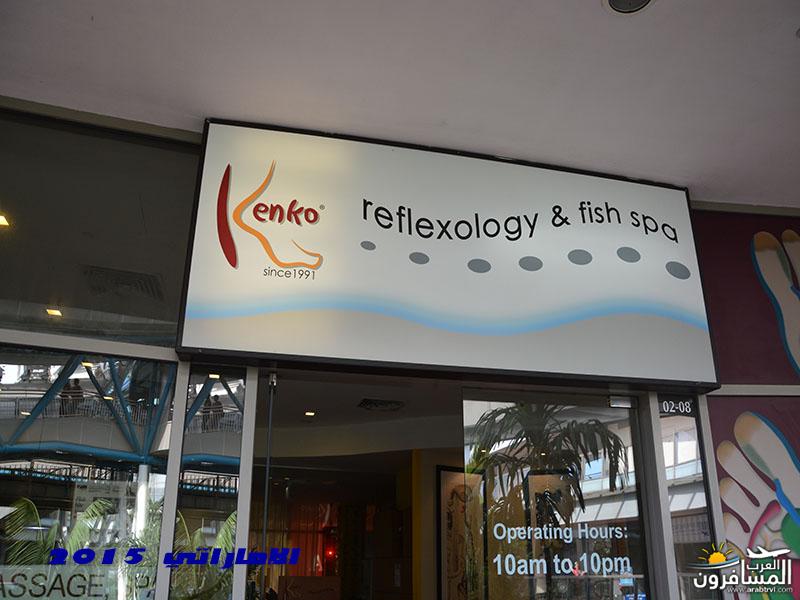 Kenko®
since1991
reflexology & fish spa
02-08
Operating Hours:
10am to 10pm
ASSAGE,
الاماراتي 2015
العرب
المسافرون
www.arabtrvl.com